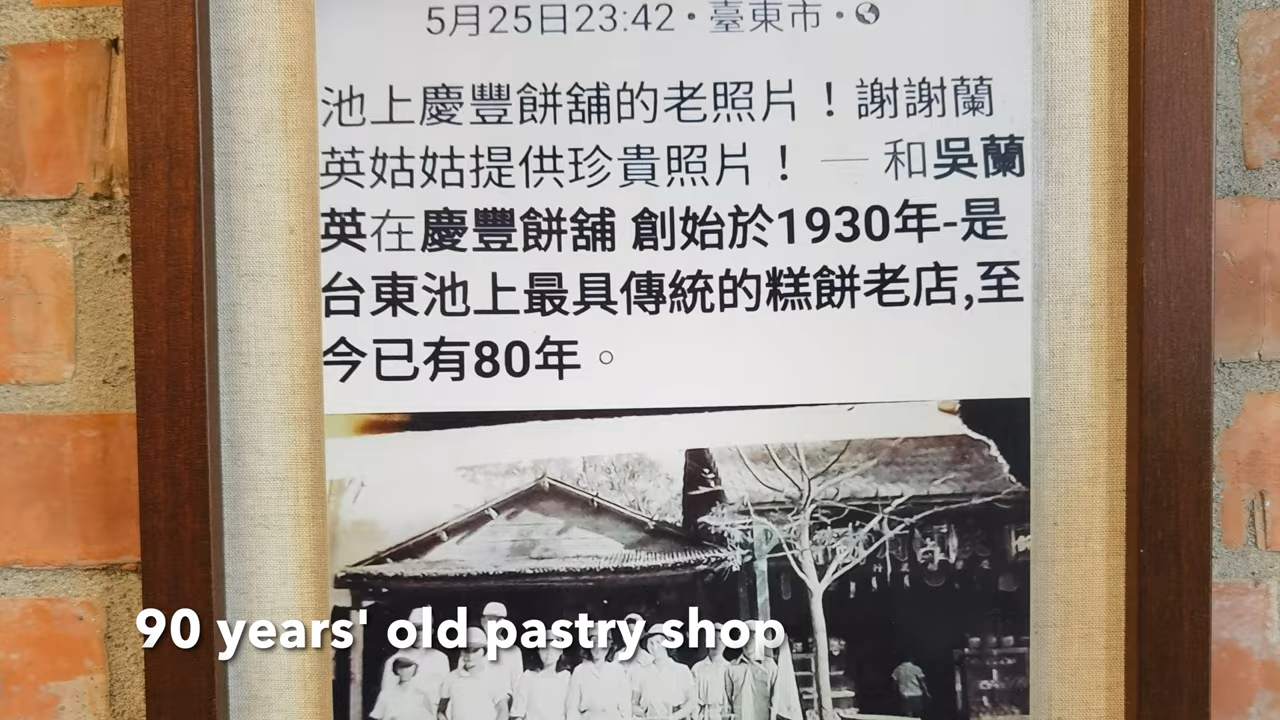 5月25日23:42·臺東市·
池上慶豐餅舖的老照片！謝謝蘭
英姑姑提供珍貴照片！ — 和吳蘭
英在慶豐餅舖 創始於1930年-是
台東池上最具傳統的糕餅老店,至
今已有80年。
90 years' old pastry shop